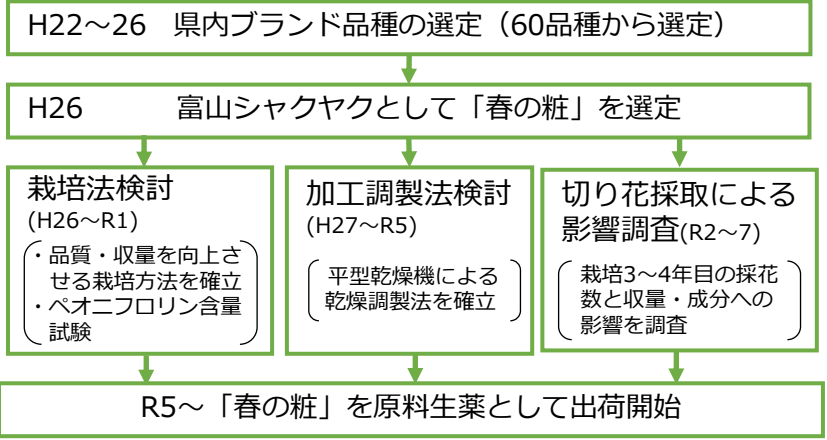 H22～26　県内ブランド品種の選定（60品種から選定）
H26　富山シャクヤクとして「春の粧」を選定
栽培法検討
(H26～R1)
・品質・収量を向上さ
せる栽培方法を確立
・ペオニフロリン含量
試験
加工調製法検討
(H27～R5)
平型乾燥機による
乾燥調製法を確立
切り花採取による
影響調査(R2～7)
栽培3～4年目の採花
数と収量・成分への
影響を調査
R5～「春の粧」を原料生薬として出荷開始